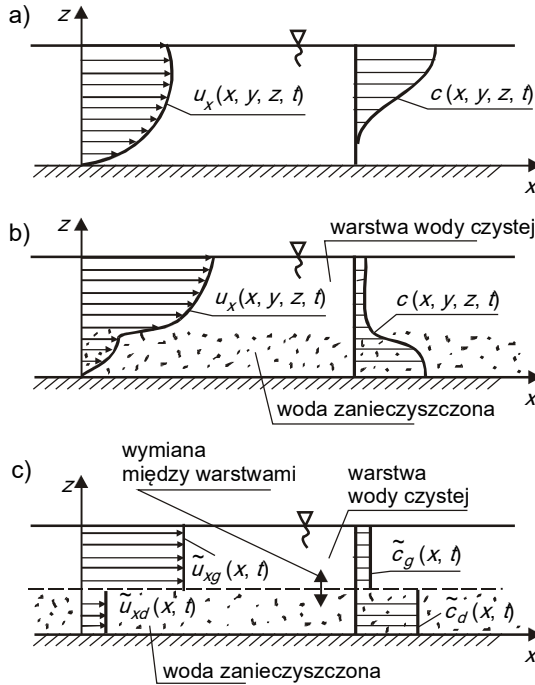 a)
z
u_x (x, y, z, t)
c (x, y, z, t)
x
b)
z
warstwa wody czystej
u_x (x, y, z, t)
c (x, y, z, t)
x
woda zanieczyszczona
c)
wymiana
między warstwami
warstwa
wody czystej
z
ũ_xg (x, t)
c̃_g (x, t)
ũ_xd (x, t)
c̃_d (x, t)
x
woda zanieczyszczona